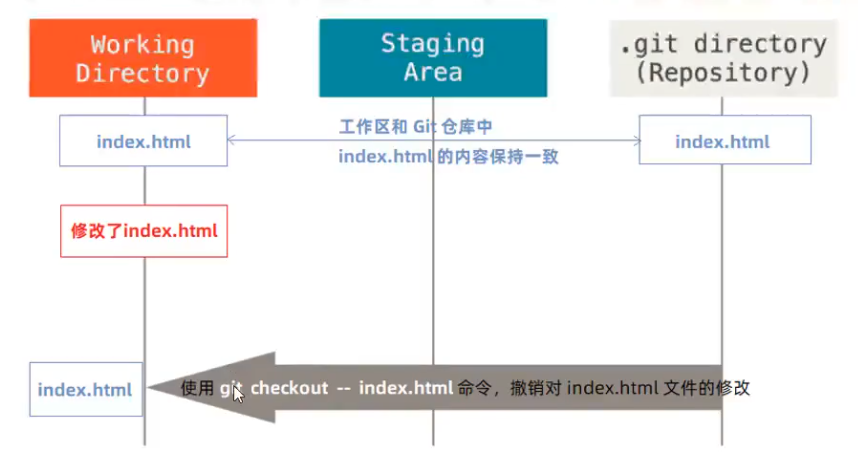 Working
Directory
Staging
Area
.git directory
(Repository)
index.html
工作区和 Git 仓库中
index.html 的内容保持一致
index.html
修改了index.html
index.html
使用 git checkout -- index.html 命令，撤销对 index.html 文件的修改